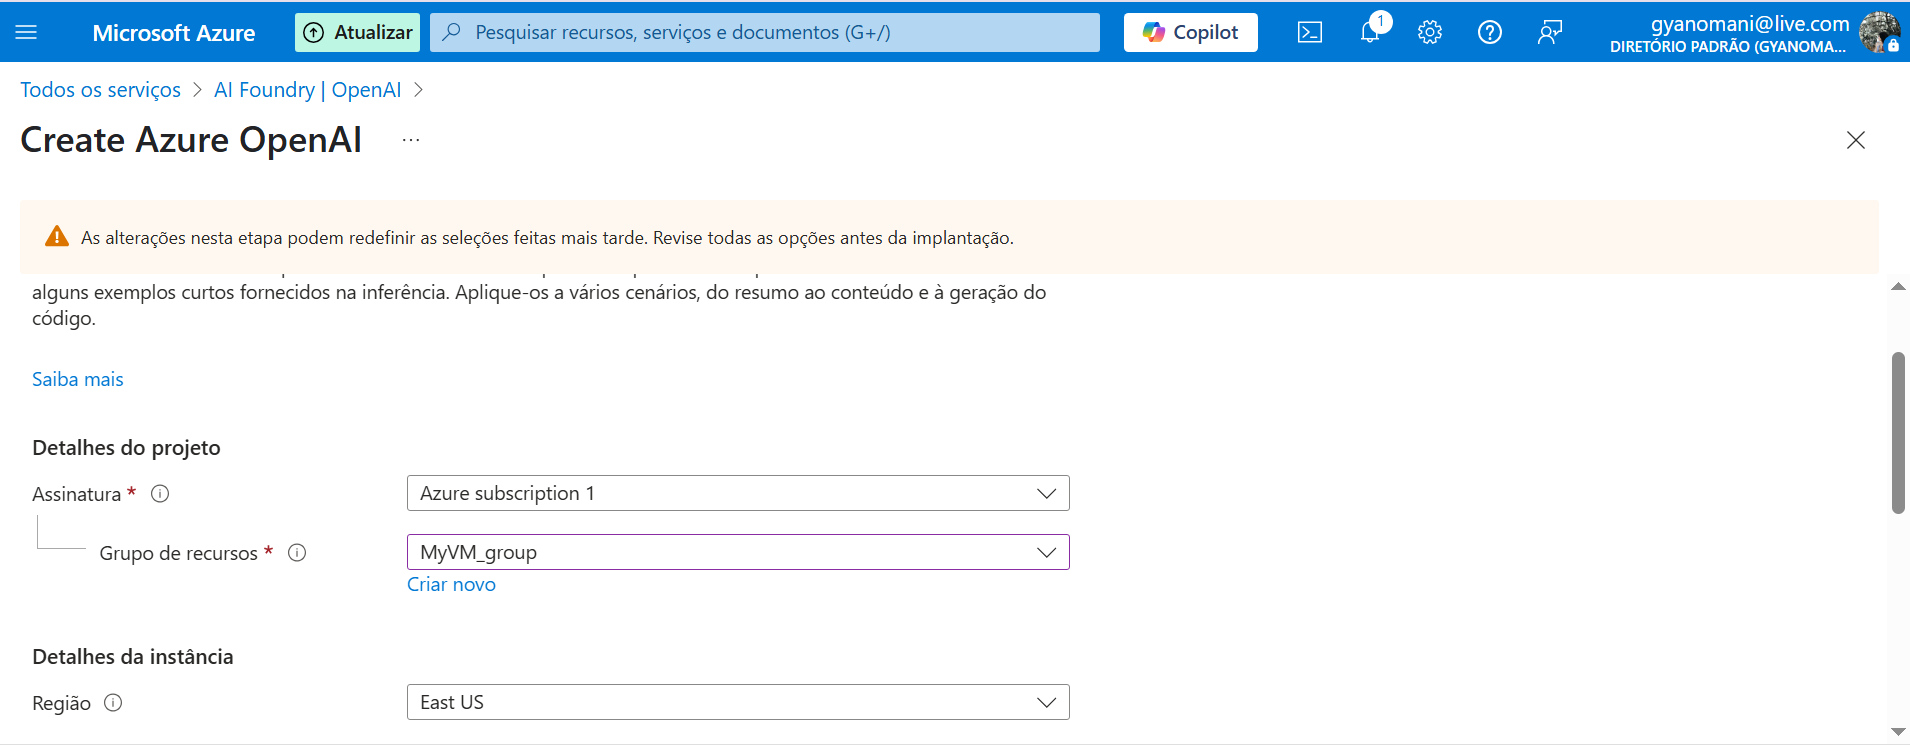 Microsoft Azure
Atualizar
Pesquisar recursos, serviços e documentos (G+/)
Copilot
1
gyanomani@live.com
DIRETÓRIO PADRÃO (GYANOMA...
Todos os serviços > AI Foundry | OpenAI >
Create Azure OpenAI ...
As alterações nesta etapa podem redefinir as seleções feitas mais tarde. Revise todas as opções antes da implantação.
alguns exemplos curtos fornecidos na inferência. Aplique-os a vários cenários, do resumo ao conteúdo e à geração do
código.
Saiba mais
Detalhes do projeto
Assinatura *
Azure subscription 1
Grupo de recursos *
MyVM_group
Criar novo
Detalhes da instância
Região
East US